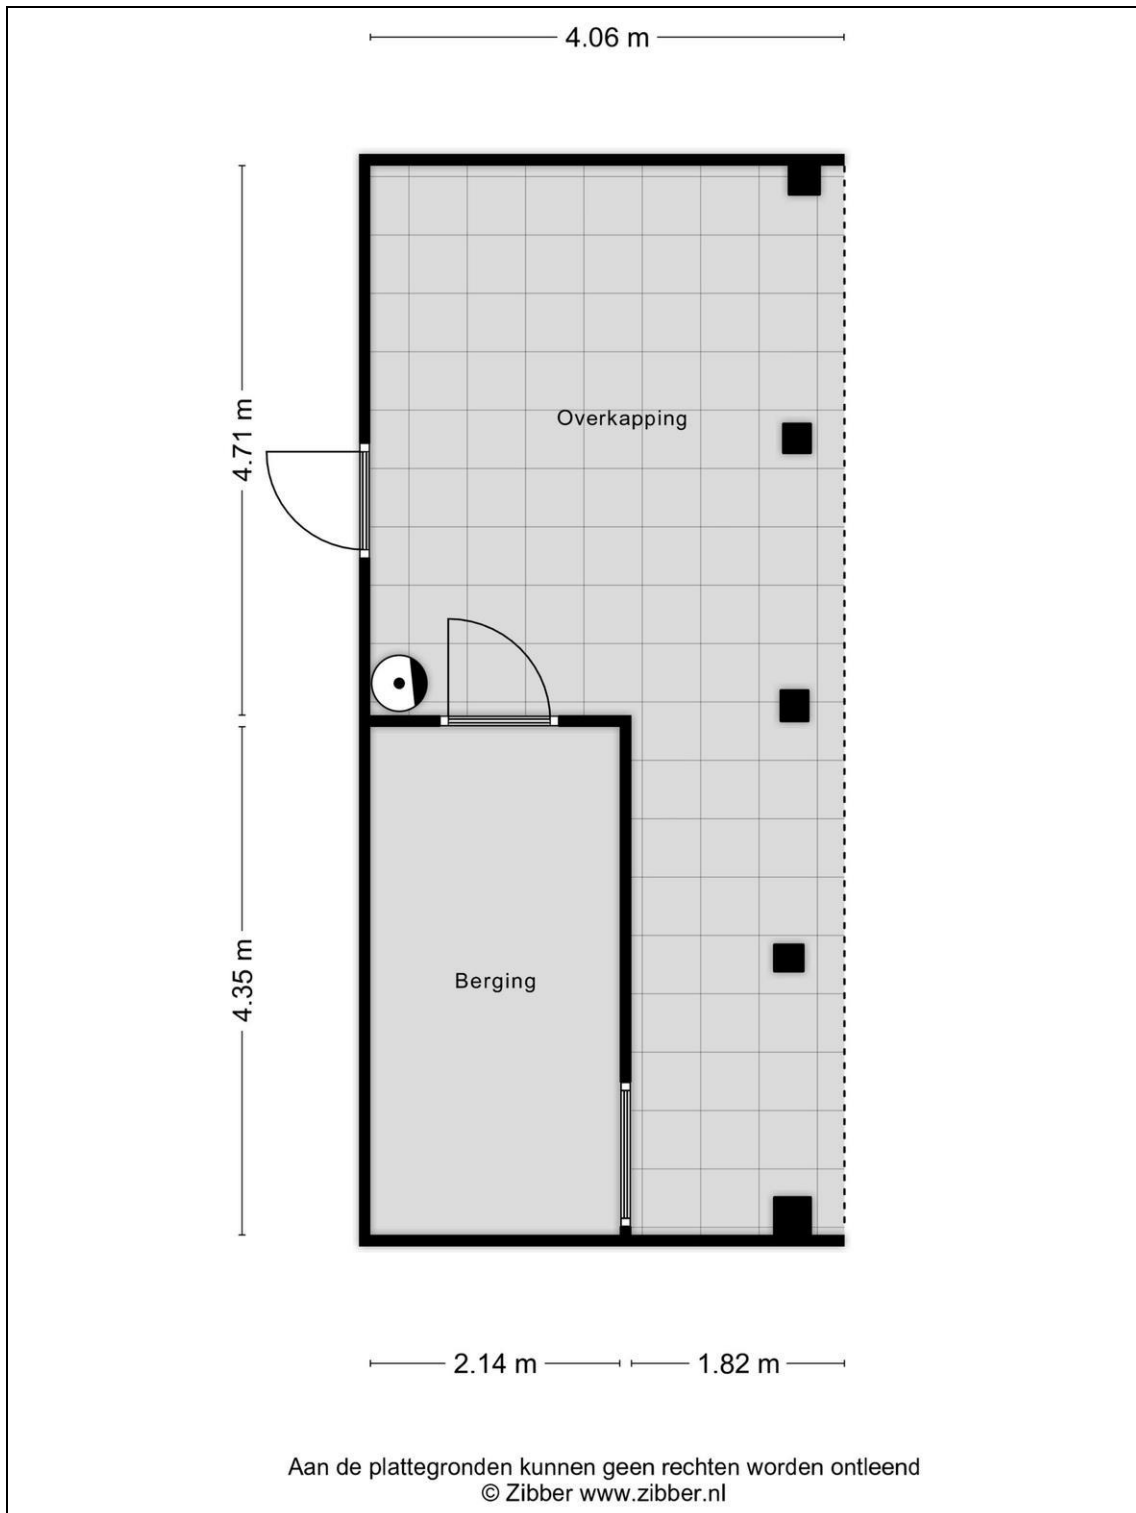 4.06 m
Overkapping
4.71 m
Berging
4.35 m
2.14 m
1.82 m
Aan de plattegronden kunnen geen rechten worden ontleend
© Zibber www.zibber.nl